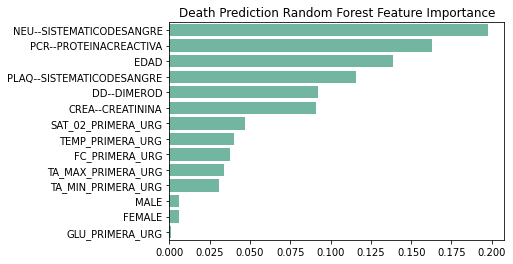 Death Prediction Random Forest Feature Importance
NEU--SISTEMATICODESANGRE
PCR--PROTEINACREACTIVA
EDAD
PLAQ--SISTEMATICODESANGRE
DD--DIMEROD
CREA--CREATININA
SAT_02_PRIMERA_URG
TEMP_PRIMERA_URG
FC_PRIMERA_URG
TA_MAX_PRIMERA_URG
TA_MIN_PRIMERA_URG
MALE
FEMALE
GLU_PRIMERA_URG
0.000 0.025 0.050 0.075 0.100 0.125 0.150 0.175 0.200